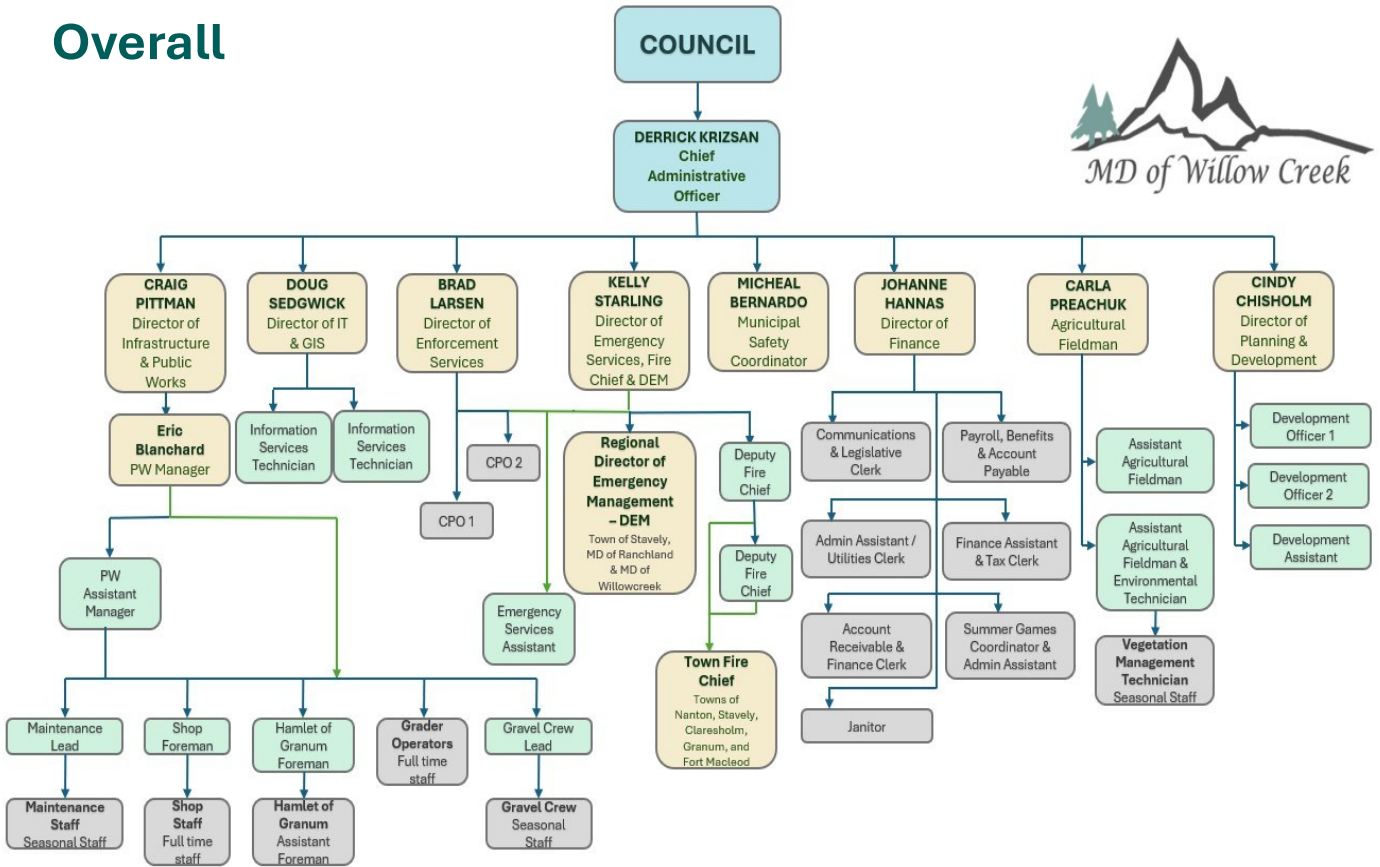 Overall
COUNCIL
MD of Willow Creek
DERRICK KRIZSAN
Chief
Administrative
Officer
CRAIG
PITTMAN
Director of
Infrastructure
& Public
Works
DOUG
SEDGWICK
Director of IT
& GIS
BRAD
LARSEN
Director of
Enforcement
Services
KELLY
STARLING
Director of
Emergency
Services, Fire
Chief & DEM
MICHEAL
BERNARDO
Municipal
Safety
Coordinator
JOHANNE
HANNAS
Director of
Finance
CARLA
PREACHUK
Agricultural
Fieldman
CINDY
CHISHOLM
Director of
Planning &
Development
Eric
Blanchard
PW Manager
Information
Services
Technician
Information
Services
Technician
CPO 2
CPO 1
Regional
Director of
Emergency
Management
– DEM
Town of Stavely,
MD of Ranchland
& MD of
Willowcreek
Deputy
Fire
Chief
Deputy
Fire
Chief
Communications
& Legislative
Clerk
Payroll, Benefits
& Account
Payable
Admin Assistant /
Utilities Clerk
Finance Assistant
& Tax Clerk
Account
Receivable &
Finance Clerk
Summer Games
Coordinator &
Admin Assistant
Janitor
Assistant
Agricultural
Fieldman
Assistant
Agricultural
Fieldman &
Environmental
Technician
Vegetation
Management
Technician
Seasonal Staff
Development
Officer 1
Development
Officer 2
Development
Assistant
PW
Assistant
Manager
Emergency
Services
Assistant
Town Fire
Chief
Towns of
Nanton, Stavely,
Claresholm,
Granum, and
Fort Macleod
Maintenance
Lead
Shop
Foreman
Hamlet of
Granum
Foreman
Grader
Operators
Full time
staff
Gravel Crew
Lead
Maintenance
Staff
Seasonal Staff
Shop
Staff
Full time
staff
Hamlet of
Granum
Assistant
Foreman
Gravel Crew
Seasonal
Staff